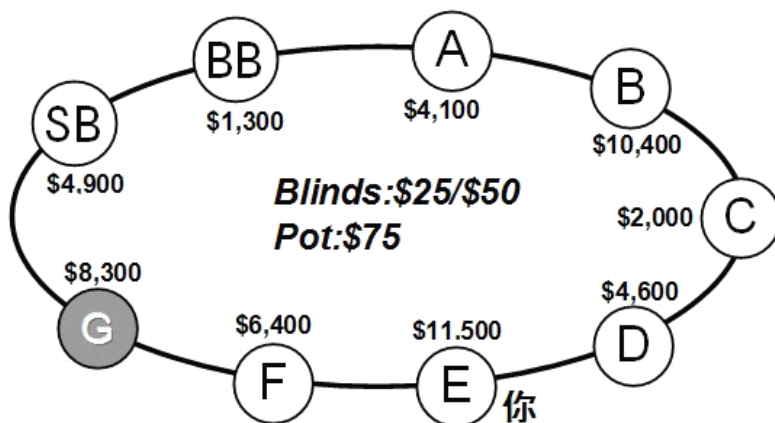 BB
A
B
SB
$1,300
$4,100
$10,400
$4,900
Blinds:$25/$50
$2,000
C
Pot:$75
$8,300
$4,600
G
$6,400
$11.500
D
F
E
你